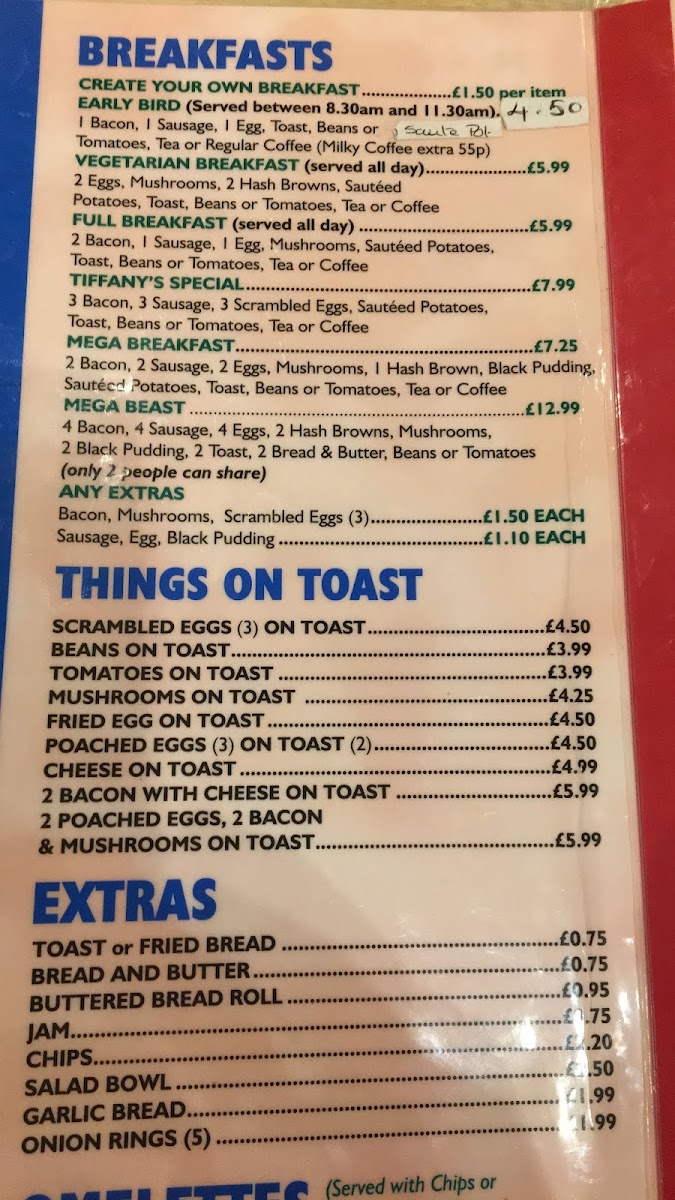 BREAKFASTS
CREATE YOUR OWN BREAKFAST..................£1.50 per item
EARLY BIRD (Served between 8.30am and 11.30am). 4.50
1 Bacon, 1 Sausage, 1 Egg, Toast, Beans or Saute Pot
Tomatoes, Tea or Regular Coffee (Milky Coffee extra 55p)
VEGETARIAN BREAKFAST (served all day)....................£5.99
2 Eggs, Mushrooms, 2 Hash Browns, Sautéed
Potatoes, Toast, Beans or Tomatoes, Tea or Coffee
FULL BREAKFAST (served all day) ..................................£5.99
2 Bacon, 1 Sausage, 1 Egg, Mushrooms, Sautéed Potatoes,
Toast, Beans or Tomatoes, Tea or Coffee
TIFFANY'S SPECIAL.........................................................£7.99
3 Bacon, 3 Sausage, 3 Scrambled Eggs, Sautéed Potatoes,
Toast, Beans or Tomatoes, Tea or Coffee
MEGA BREAKFAST...........................................................£7.25
2 Bacon, 2 Sausage, 2 Eggs, Mushrooms, 1 Hash Brown, Black Pudding,
Sautéed Potatoes, Toast, Beans or Tomatoes, Tea or Coffee
MEGA BEAST ..................................................................£12.99
4 Bacon, 4 Sausage, 4 Eggs, 2 Hash Browns, Mushrooms,
2 Black Pudding, 2 Toast, 2 Bread & Butter, Beans or Tomatoes
(only 2 people can share)
ANY EXTRAS
Bacon, Mushrooms, Scrambled Eggs (3)......................£1.50 EACH
Sausage, Egg, Black Pudding ........................................£1.10 EACH
THINGS ON TOAST
SCRAMBLED EGGS (3) ON TOAST..................................£4.50
BEANS ON TOAST............................................................£3.99
TOMATOES ON TOAST ....................................................£3.99
MUSHROOMS ON TOAST ...............................................£4.25
FRIED EGG ON TOAST.....................................................£4.50
POACHED EGGS (3) ON TOAST (2)..................................£4.50
CHEESE ON TOAST...........................................................£4.99
2 BACON WITH CHEESE ON TOAST ..............................£5.99
2 POACHED EGGS, 2 BACON
& MUSHROOMS ON TOAST..............................................£5.99
EXTRAS
TOAST or FRIED BREAD ...................................................£0.75
BREAD AND BUTTER........................................................£0.75
BUTTERED BREAD ROLL ..................................................£0.95
JAM.....................................................................................75
CHIPS..................................................................................20
SALAD BOWL .....................................................................50
GARLIC BREAD..................................................................£1.99
ONION RINGS (5) ..............................................................£1.99
OMELETTES (Served with Chips or